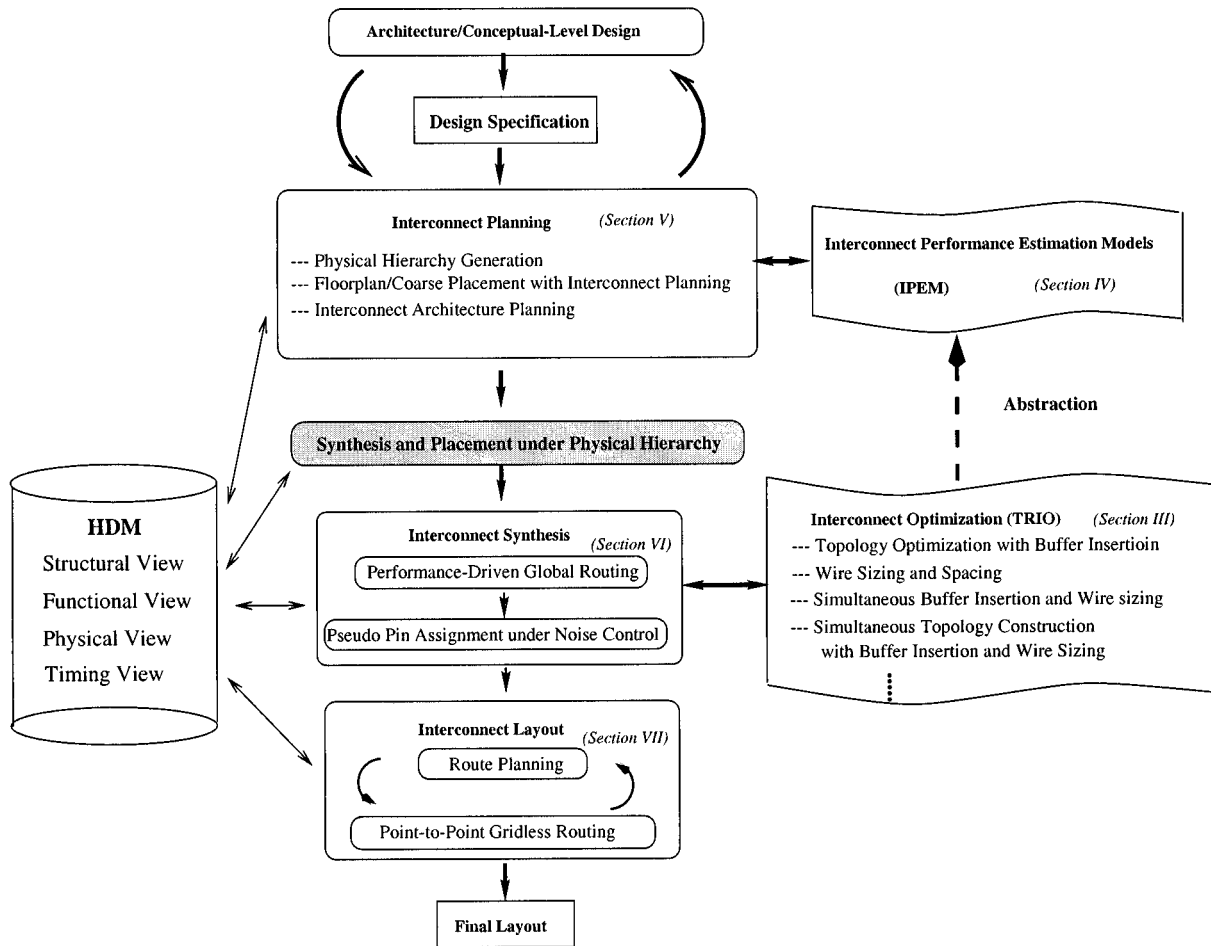 Architecture/Conceptual-Level Design
Design Specification
Interconnect Planning (Section V)
--- Physical Hierarchy Generation
--- Floorplan/Coarse Placement with Interconnect Planning
--- Interconnect Architecture Planning
Interconnect Performance Estimation Models
(IPEM) (Section IV)
Abstraction
Synthesis and Placement under Physical Hierarchy
HDM
Structural View
Functional View
Physical View
Timing View
Interconnect Synthesis
(Section VI)
Performance-Driven Global Routing
Pseudo Pin Assignment under Noise Control
Interconnect Optimization (TRIO) (Section III)
--- Topology Optimization with Buffer Insertioin
--- Wire Sizing and Spacing
--- Simultaneous Buffer Insertion and Wire sizing
--- Simultaneous Topology Construction
with Buffer Insertion and Wire Sizing
Interconnect Layout
(Section VII)
Route Planning
Point-to-Point Gridless Routing
Final Layout